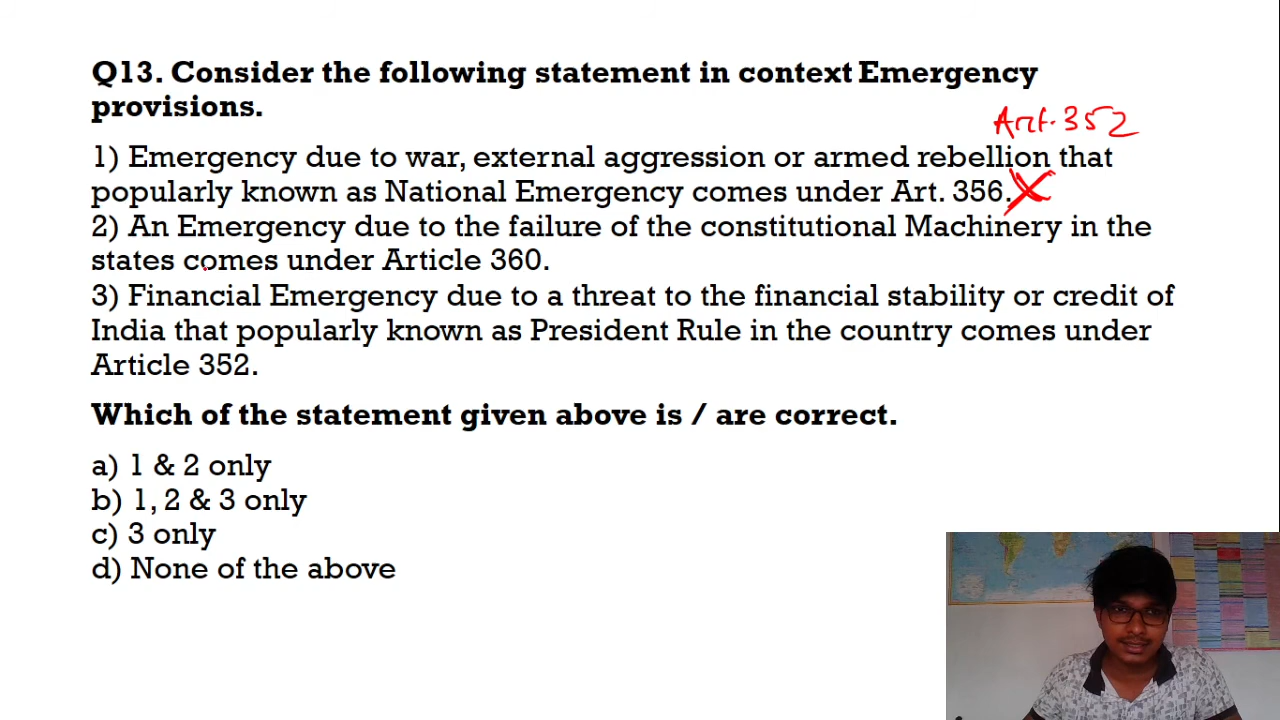 Q13. Consider the following statement in context Emergency
provisions.
Art. 352
1) Emergency due to war, external aggression or armed rebellion that
popularly known as National Emergency comes under Art. 356.
2) An Emergency due to the failure of the constitutional Machinery in the
states comes under Article 360.
3) Financial Emergency due to a threat to the financial stability or credit of
India that popularly known as President Rule in the country comes under
Article 352.
Which of the statement given above is / are correct.
a) 1 & 2 only
b) 1, 2 & 3 only
c) 3 only
d) None of the above